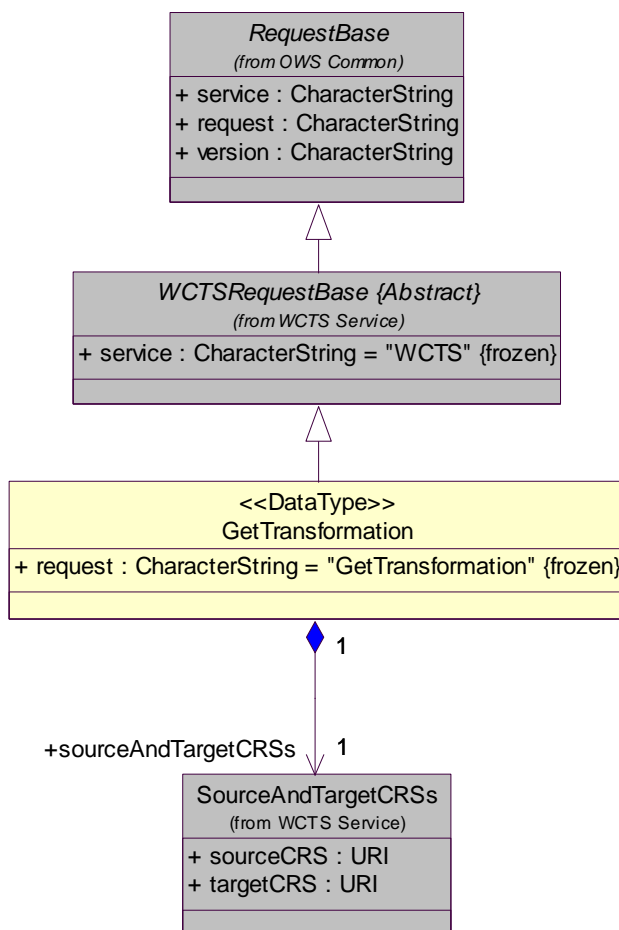 RequestBase
(from OWS Common)
+ service : CharacterString
+ request : CharacterString
+ version : CharacterString
WCTSRequestBase {Abstract}
(from WCTS Service)
+ service : CharacterString = "WCTS" {frozen}
<<DataType>>
GetTransformation
+ request : CharacterString = "GetTransformation" {frozen}
1
+sourceAndTargetCRSs 1
SourceAndTargetCRSs
(from WCTS Service)
+ sourceCRS : URI
+ targetCRS : URI